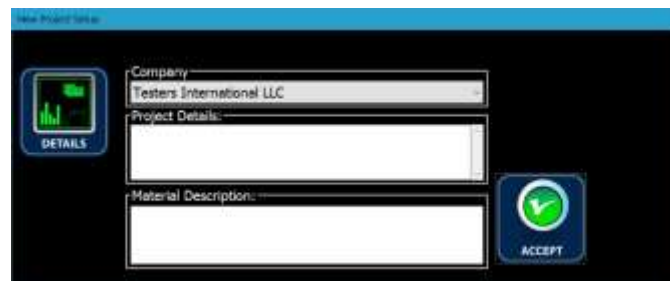 New Project Setup
Company
Testers International LLC
Project Details:
DETAILS
Material Description:
ACCEPT